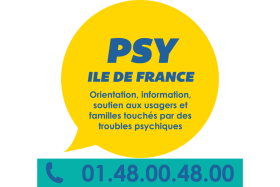 PSY
ILE DE FRANCE
Orientation, information,
soutien aux usagers et
familles touchés par des
troubles psychiques
01.48.00.48.00